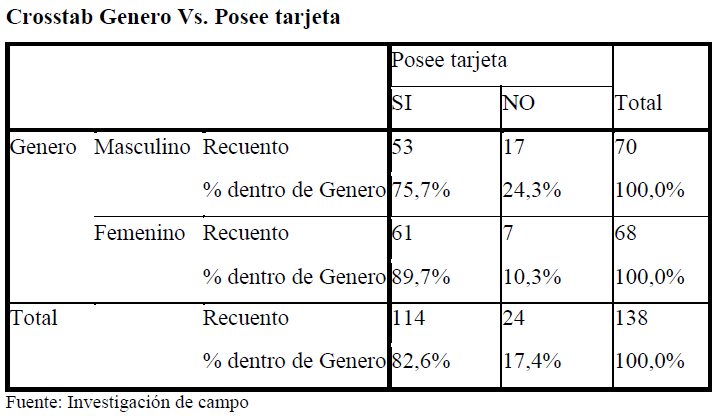 Crosstab Genero Vs. Posee tarjeta
Posee tarjeta
SI NO Total
Genero Masculino Recuento 53 17 70
% dentro de Genero 75,7% 24,3% 100,0%
Femenino Recuento 61 7 68
% dentro de Genero 89,7% 10,3% 100,0%
Total Recuento 114 24 138
% dentro de Genero 82,6% 17,4% 100,0%
Fuente: Investigación de campo